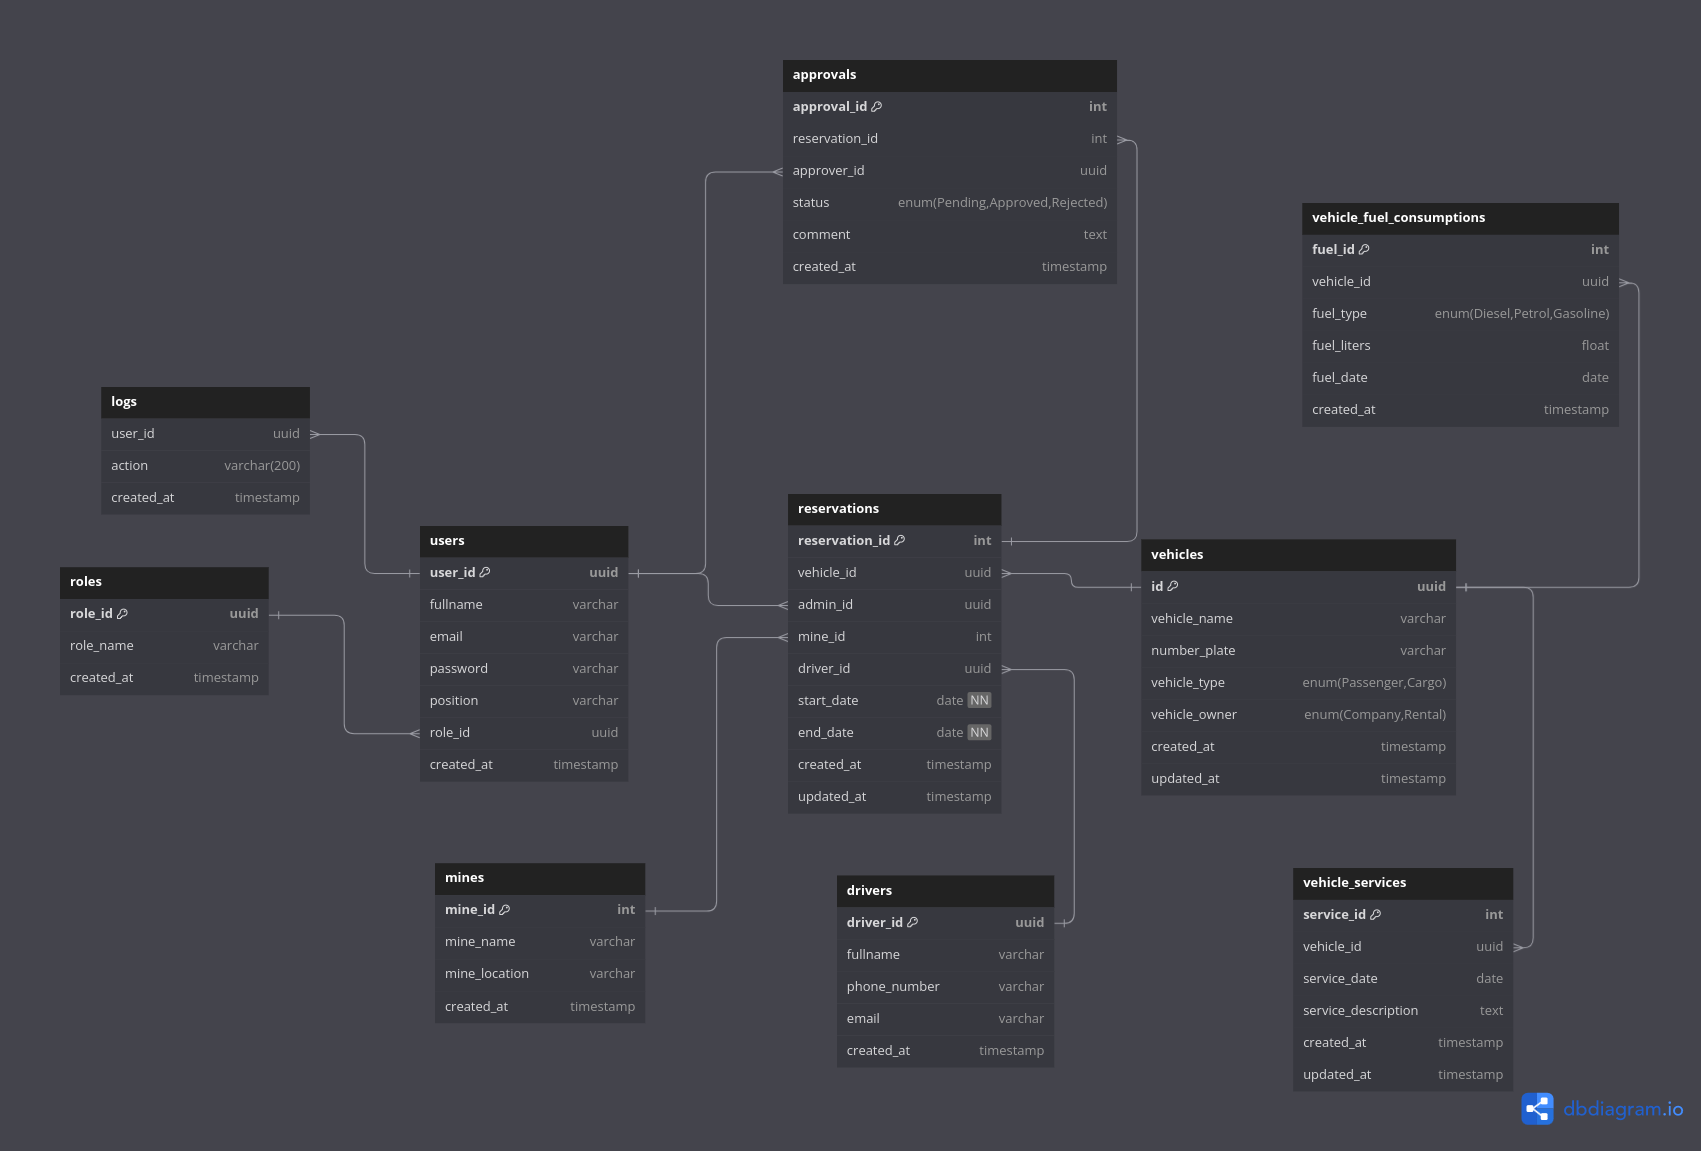 approvals
approval_id int
reservation_id int
approver_id uuid
status enum(Pending,Approved,Rejected)
comment text
created_at timestamp
vehicle_fuel_consumptions
fuel_id int
vehicle_id uuid
fuel_type enum(Diesel,Petrol,Gasoline)
fuel_liters float
fuel_date date
created_at timestamp
logs
user_id uuid
action varchar(200)
created_at timestamp
roles
role_id uuid
role_name varchar
created_at timestamp
users
user_id uuid
fullname varchar
email varchar
password varchar
position varchar
role_id uuid
created_at timestamp
reservations
reservation_id int
vehicle_id uuid
admin_id uuid
mine_id int
driver_id uuid
start_date date NN
end_date date NN
created_at timestamp
updated_at timestamp
vehicles
id uuid
vehicle_name varchar
number_plate varchar
vehicle_type enum(Passenger,Cargo)
vehicle_owner enum(Company,Rental)
created_at timestamp
updated_at timestamp
mines
mine_id int
mine_name varchar
mine_location varchar
created_at timestamp
drivers
driver_id uuid
fullname varchar
phone_number varchar
email varchar
created_at timestamp
vehicle_services
service_id int
vehicle_id uuid
service_date date
service_description text
created_at timestamp
updated_at timestamp
dbdiagram.io